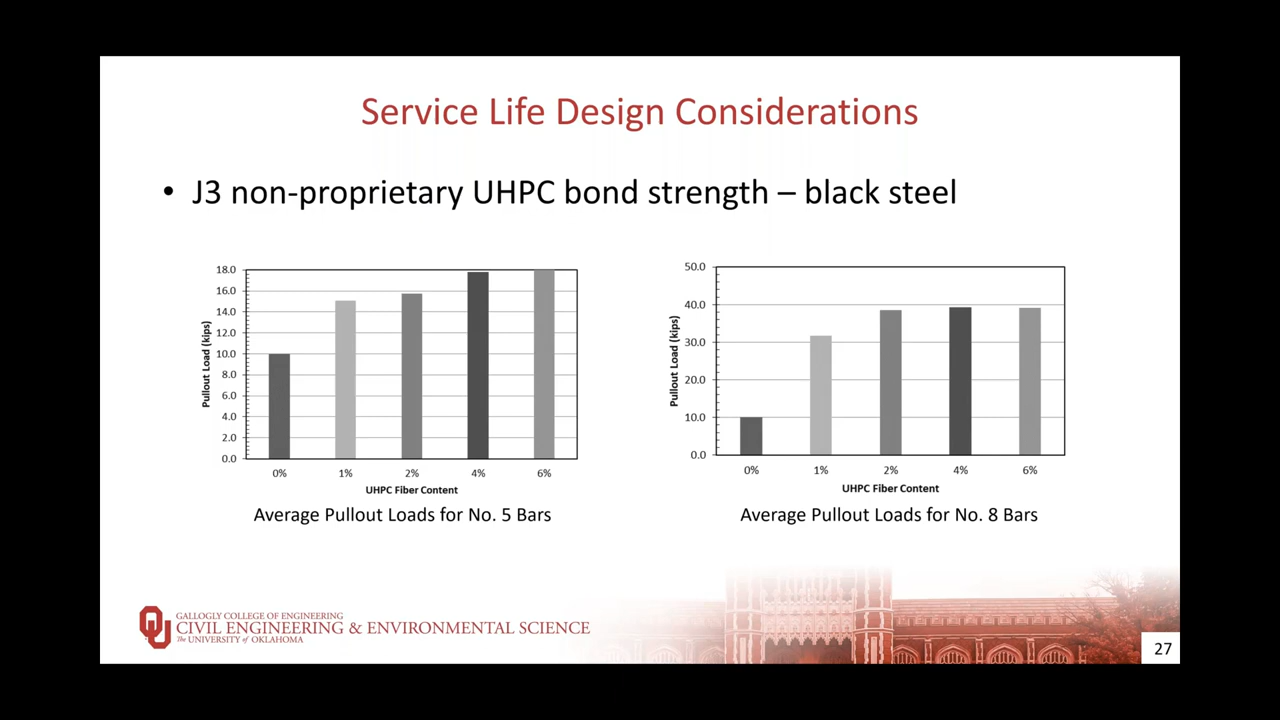 Service Life Design Considerations
• J3 non-proprietary UHPC bond strength – black steel
18.0
16.0
14.0
12.0
10.0
8.0
6.0
4.0
2.0
0.0
Pullout Load (kips)
0% 1% 2% 4% 6%
UHPC Fiber Content
Average Pullout Loads for No. 5 Bars
50.0
40.0
30.0
20.0
10.0
0.0
Pullout Load (kips)
0% 1% 2% 4% 6%
UHPC Fiber Content
Average Pullout Loads for No. 8 Bars
OU
GALLOGLY COLLEGE OF ENGINEERING
CIVIL ENGINEERING & ENVIRONMENTAL SCIENCE
The UNIVERSITY of OKLAHOMA
27